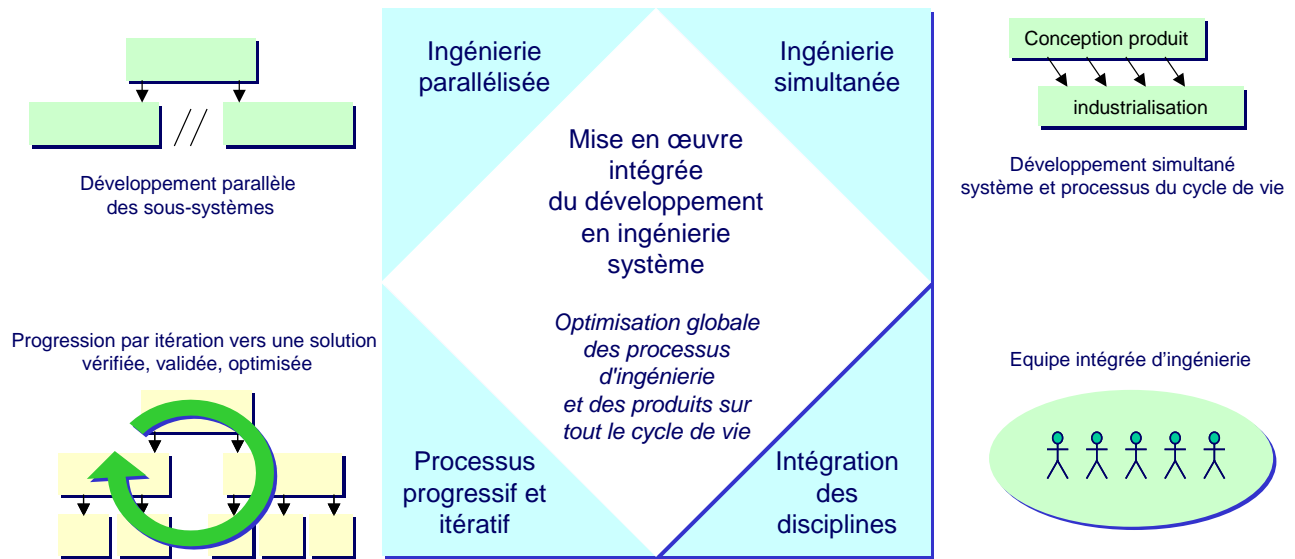 Ingénierie
parallélisée
Ingénierie
simultanée
Conception produit
industrialisation
Développement parallèle
des sous-systèmes
Mise en œuvre
intégrée
du développement
en ingénierie
système
Développement simultané
système et processus du cycle de vie
Progression par itération vers une solution
vérifiée, validée, optimisée
Optimisation globale
des processus
d'ingénierie
et des produits sur
tout le cycle de vie
Equipe intégrée d’ingénierie
Processus
progressif et
itératif
Intégration
des
disciplines